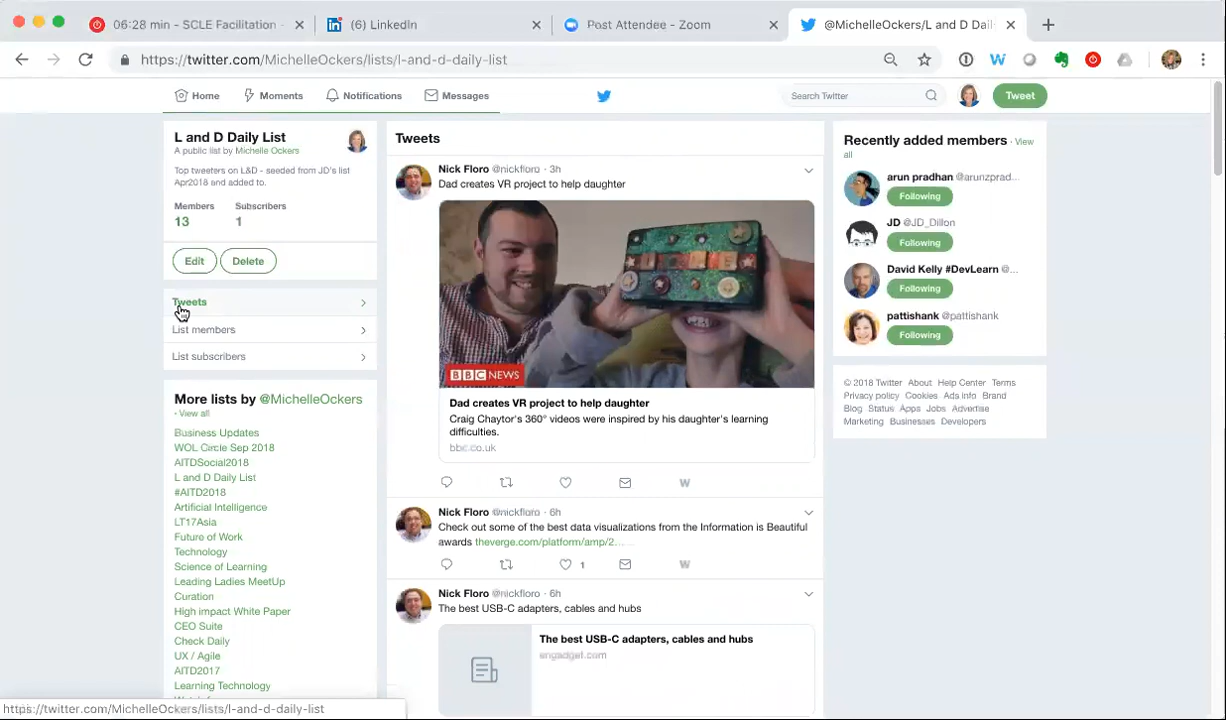 06:28 min - SCLE Facilitation -
(6) LinkedIn
Post Attendee - Zoom
@MichelleOckers/L and D Dail
https://twitter.com/MichelleOckers/lists/l-and-d-daily-list
Home
Moments
Notifications
Messages
Search Twitter
Tweet
L and D Daily List
A public list by Michelle Ockers
Top tweeters on L&D - seeded from JD's list
Apr2018 and added to.
Members
Subscribers
13
1
Edit
Delete
Tweets
List members
List subscribers
More lists by @MichelleOckers
· View all
Business Updates
WOL Circle Sep 2018
AITDSocial2018
L and D Daily List
#AITD2018
Artificial Intelligence
LT17Asia
Future of Work
Technology
Science of Learning
Leading Ladies MeetUp
Curation
High impact White Paper
CEO Suite
Check Daily
UX / Agile
AITD2017
Learning Technology
Tweets
Nick Floro @nickfloro · 3h
Dad creates VR project to help daughter
BBC NEWS
Dad creates VR project to help daughter
Craig Chaytor's 360° videos were inspired by his daughter's learning
difficulties.
bbc.co.uk
Nick Floro @nickfloro · 6h
Check out some of the best data visualizations from the Information is Beautiful
awards theverge.com/platform/amp/2...
1
Nick Floro @nickfloro · 6h
The best USB-C adapters, cables and hubs
The best USB-C adapters, cables and hubs
engadget.com
Recently added members · View
all
arun pradhan @arunzprad...
Following
JD @JD_Dillon
Following
David Kelly #DevLearn @...
Following
pattishank @pattishank
Following
© 2018 Twitter About Help Center Terms
Privacy policy Cookies Ads info Brand
Blog Status Apps Jobs Advertise
Marketing Businesses Developers
https://twitter.com/MichelleOckers/lists/l-and-d-daily-list